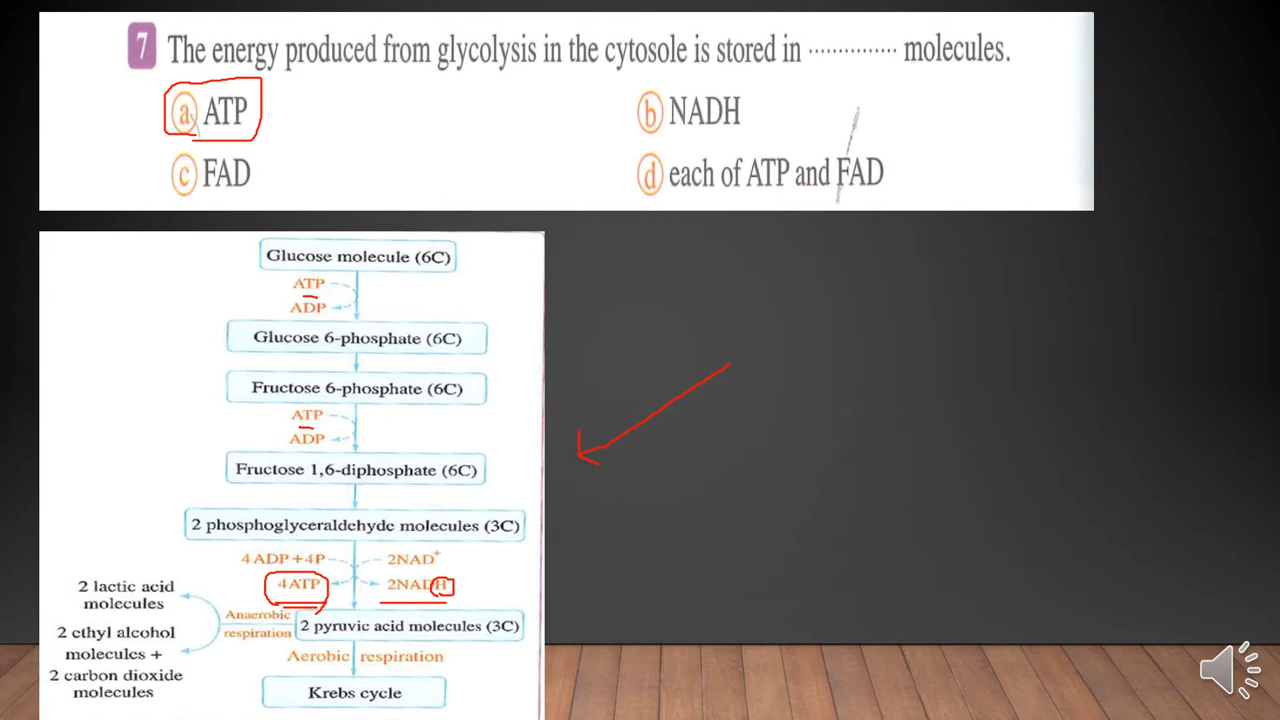 7 The energy produced from glycolysis in the cytosole is stored in ............... molecules.
a ATP b NADH
c FAD d each of ATP and FAD
Glucose molecule (6C)
ATP
ADP
Glucose 6-phosphate (6C)
Fructose 6-phosphate (6C)
ATP
ADP
Fructose 1,6-diphosphate (6C)
2 phosphoglyceraldehyde molecules (3C)
4 ADP+4P 2NAD+
4ATP 2NADH
2 lactic acid
molecules
2 ethyl alcohol
molecules +
2 carbon dioxide
molecules
Anaerobic
respiration
2 pyruvic acid molecules (3C)
Aerobic respiration
Krebs cycle